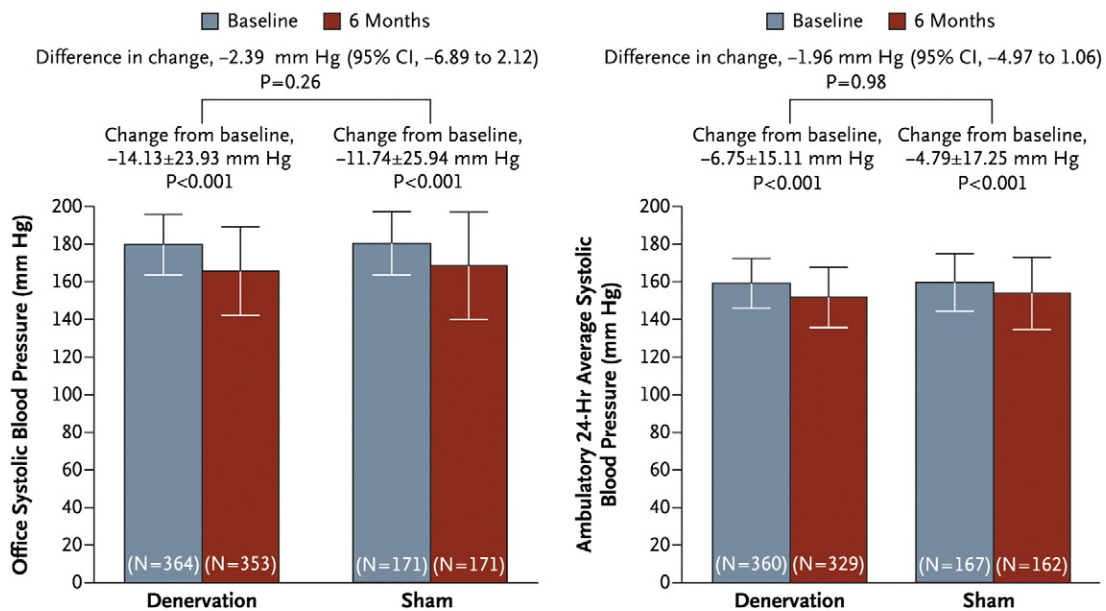 Baseline 6 Months
Difference in change, –2.39 mm Hg (95% CI, –6.89 to 2.12)
P=0.26
Change from baseline,
–14.13±23.93 mm Hg
P<0.001
Change from baseline,
–11.74±25.94 mm Hg
P<0.001
Office Systolic Blood Pressure (mm Hg)
200
180
160
140
120
100
80
60
40
20
0
(N=364) (N=353)
(N=171) (N=171)
Denervation
Sham
Baseline 6 Months
Difference in change, –1.96 mm Hg (95% CI, –4.97 to 1.06)
P=0.98
Change from baseline,
–6.75±15.11 mm Hg
P<0.001
Change from baseline,
–4.79±17.25 mm Hg
P<0.001
Ambulatory 24-Hr Average Systolic
Blood Pressure (mm Hg)
200
180
160
140
120
100
80
60
40
20
0
(N=360) (N=329)
(N=167) (N=162)
Denervation
Sham